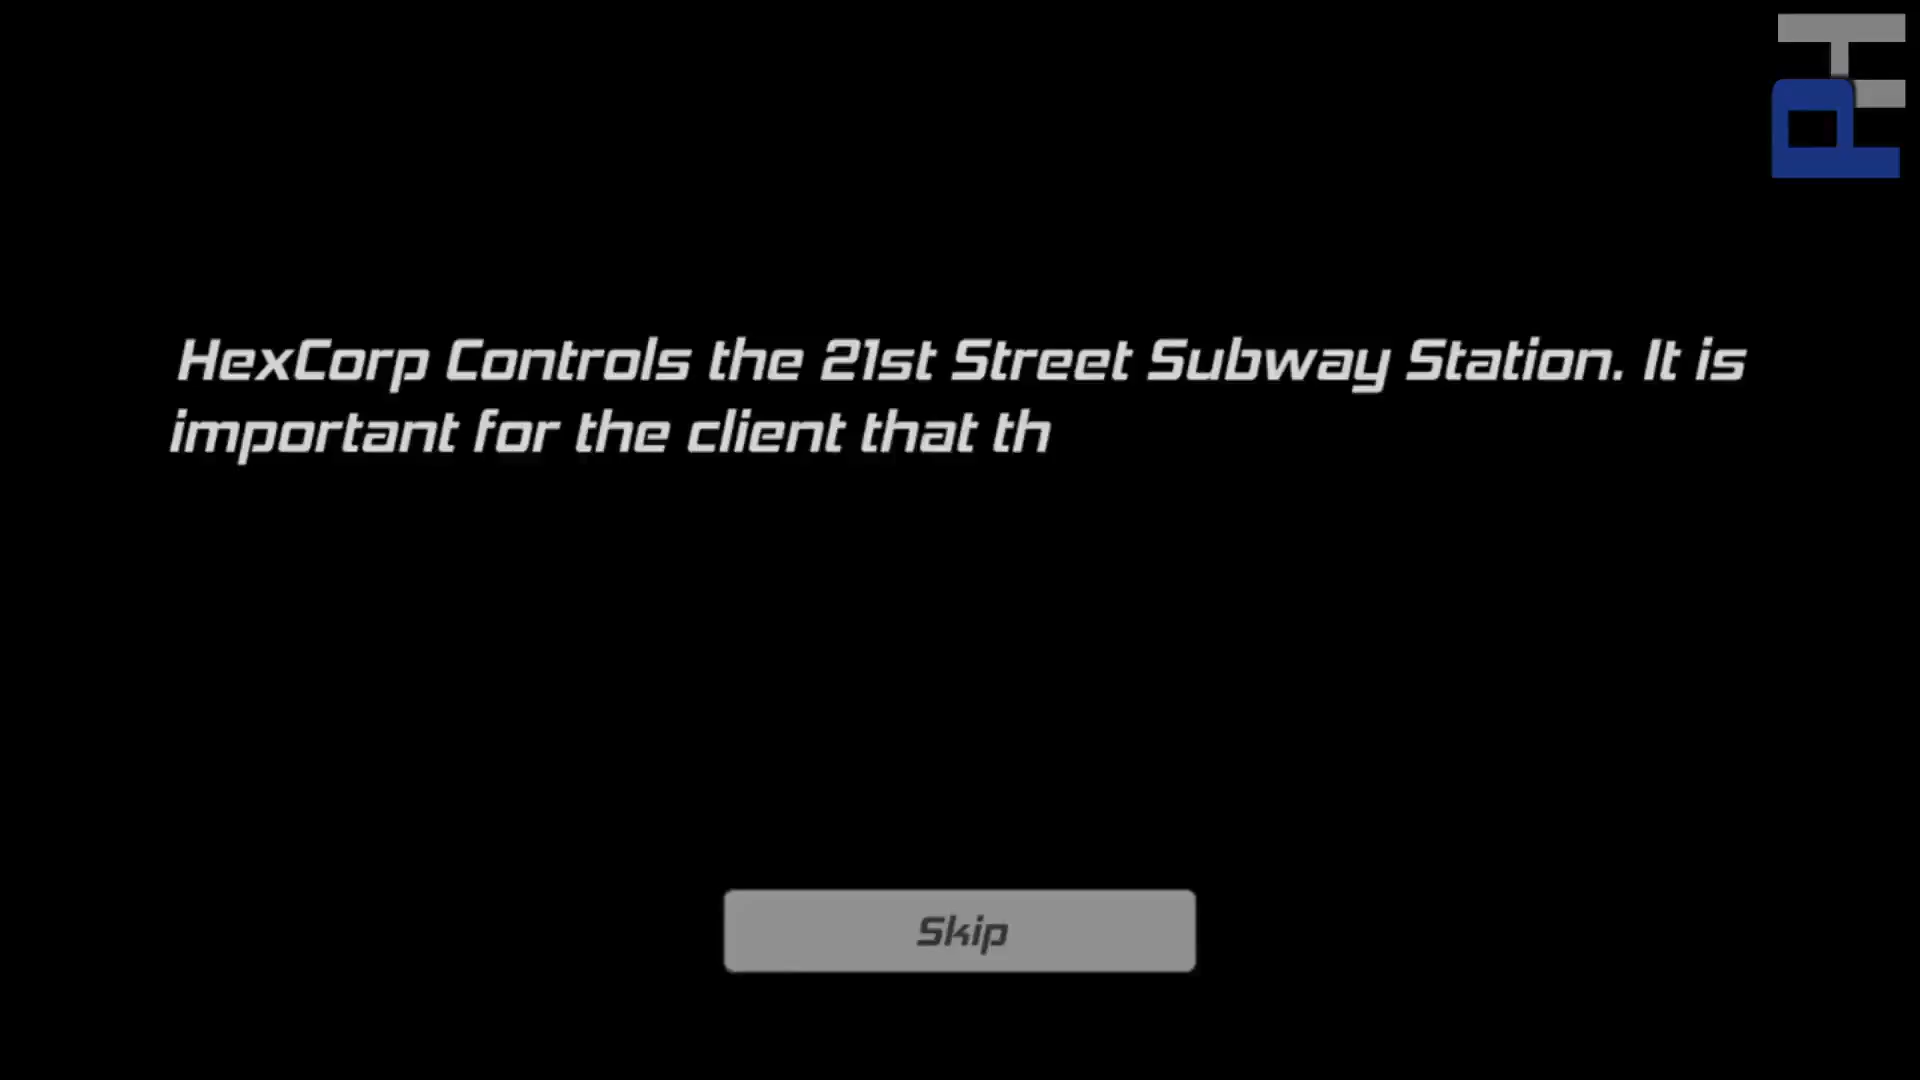 HexCorp Controls the 21st Street Subway Station. It is
important for the client that th
Skip